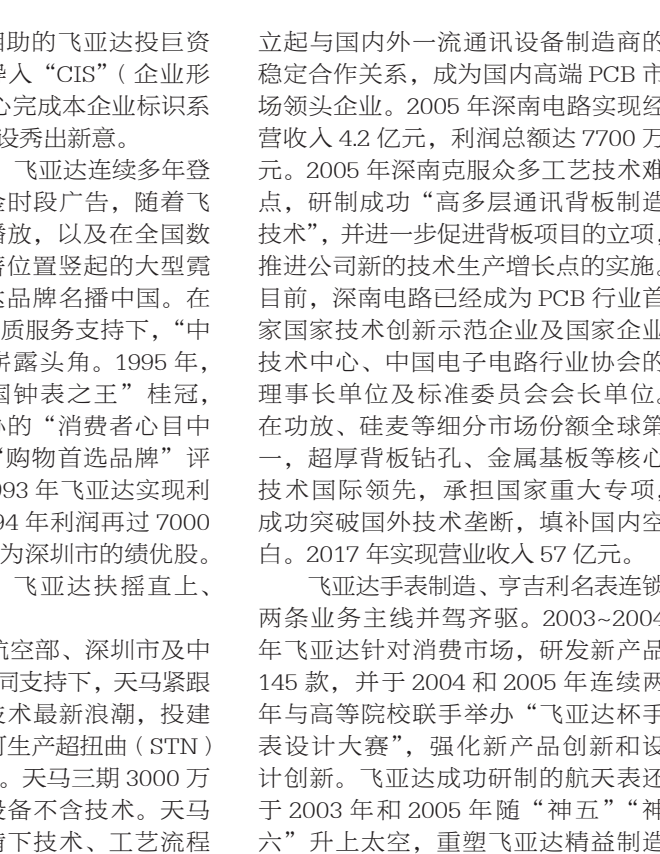 相助的飞亚达投巨资
导入“CIS”（企业形
心完成本企业标识系
设秀出新意。
飞亚达连续多年登
金时段广告，随着飞
播放，以及在全国数
著位置竖起的大型霓
达品牌名播中国。在
质服务支持下，“中
崭露头角。1995 年，
国钟表之王”桂冠，
办的“消费者心目中
“购物首选品牌”评
993 年飞亚达实现利
94 年利润再过 7000
为深圳市的绩优股。
飞亚达扶摇直上、
航空部、深圳市及中
同支持下，天马紧跟
技术最新浪潮，投建
可生产超扭曲（STN）
。天马三期 3000 万
设备不含技术。天马
情下技术、工艺流程
立起与国内外一流通讯设备制造商的
稳定合作关系，成为国内高端 PCB 市
场领头企业。2005 年深南电路实现经
营收入 4.2 亿元，利润总额达 7700 万
元。2005 年深南克服众多工艺技术难
点，研制成功“高多层通讯背板制造
技术”，并进一步促进背板项目的立项，
推进公司新的技术生产增长点的实施。
目前，深南电路已经成为 PCB 行业首
家国家技术创新示范企业及国家企业
技术中心、中国电子电路行业协会的
理事长单位及标准委员会会长单位。
在功放、硅麦等细分市场份额全球第
一，超厚背板钻孔、金属基板等核心
技术国际领先，承担国家重大专项，
成功突破国外技术垄断，填补国内空
白。2017 年实现营业收入 57 亿元。
飞亚达手表制造、亨吉利名表连锁
两条业务主线并驾齐驱。2003~2004
年飞亚达针对消费市场，研发新产品
145 款，并于 2004 和 2005 年连续两
年与高等院校联手举办“飞亚达杯手
表设计大赛”，强化新产品创新和设
计创新。飞亚达成功研制的航天表还
于 2003 年和 2005 年随“神五”“神
六”升上太空，重塑飞亚达精益制造